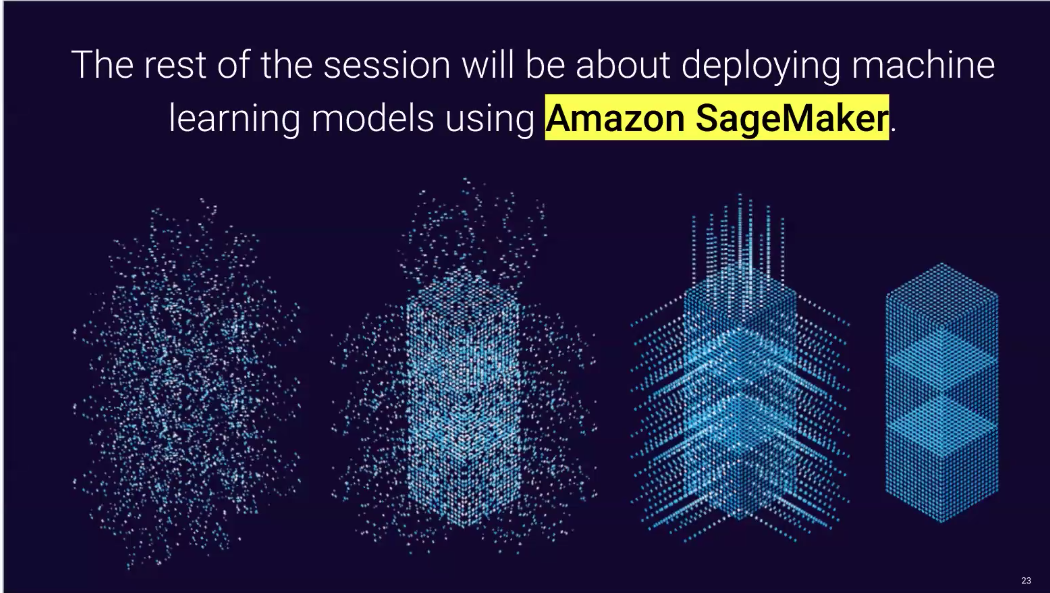 The rest of the session will be about deploying machine
learning models using Amazon SageMaker.
23